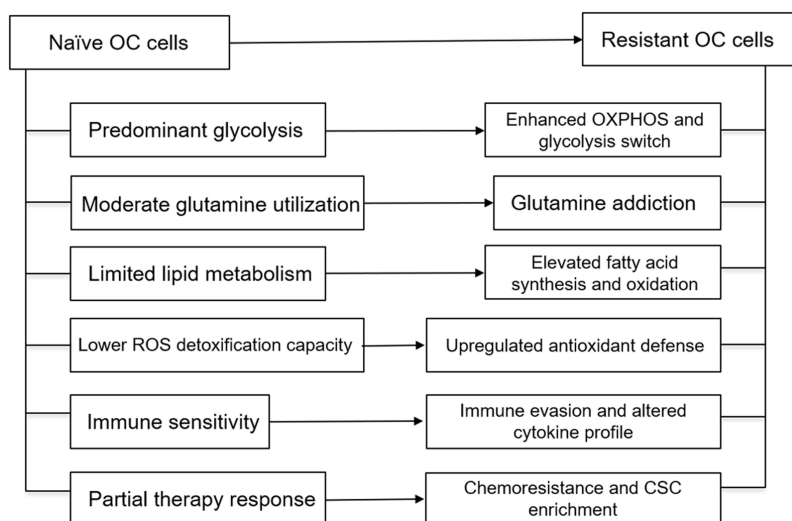 Naïve OC cells
Resistant OC cells
Predominant glycolysis
Enhanced OXPHOS and
glycolysis switch
Moderate glutamine utilization
Glutamine addiction
Limited lipid metabolism
Elevated fatty acid
synthesis and oxidation
Lower ROS detoxification capacity
Upregulated antioxidant defense
Immune sensitivity
Immune evasion and altered
cytokine profile
Partial therapy response
Chemoresistance and CSC
enrichment